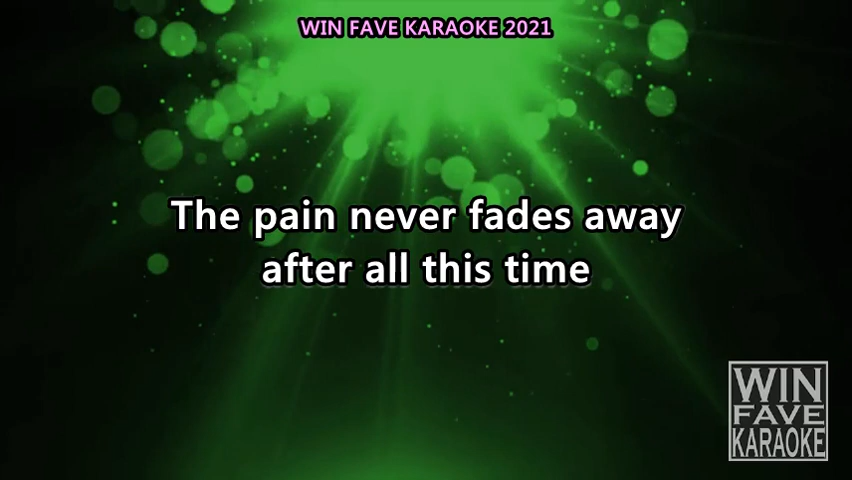 WIN FAVE KARAOKE 2021
The pain never fades away
after all this time
WIN
FAVE
KARAOKE